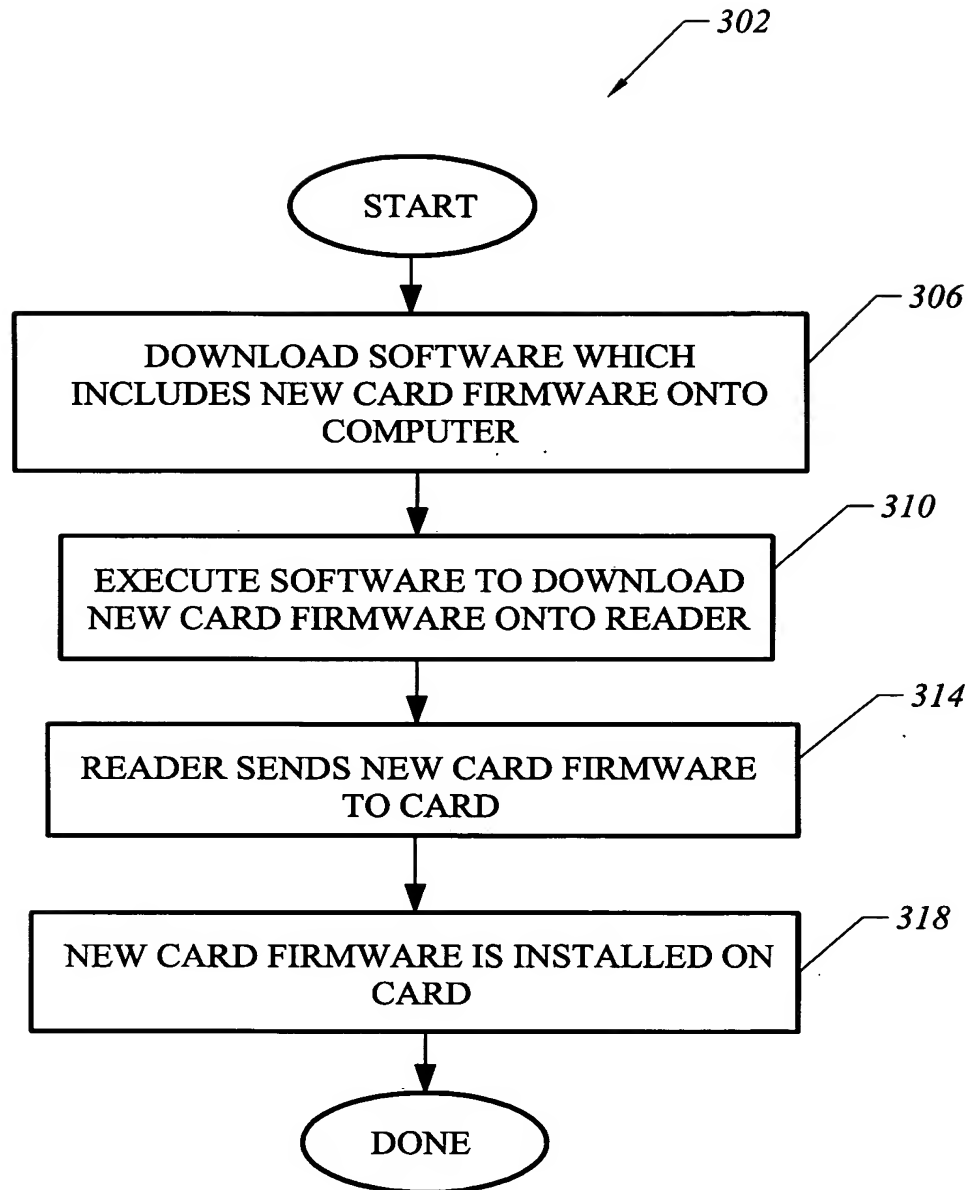 302
START
306
DOWNLOAD SOFTWARE WHICH
INCLUDES NEW CARD FIRMWARE ONTO
COMPUTER
310
EXECUTE SOFTWARE TO DOWNLOAD
NEW CARD FIRMWARE ONTO READER
314
READER SENDS NEW CARD FIRMWARE
TO CARD
318
NEW CARD FIRMWARE IS INSTALLED ON
CARD
DONE